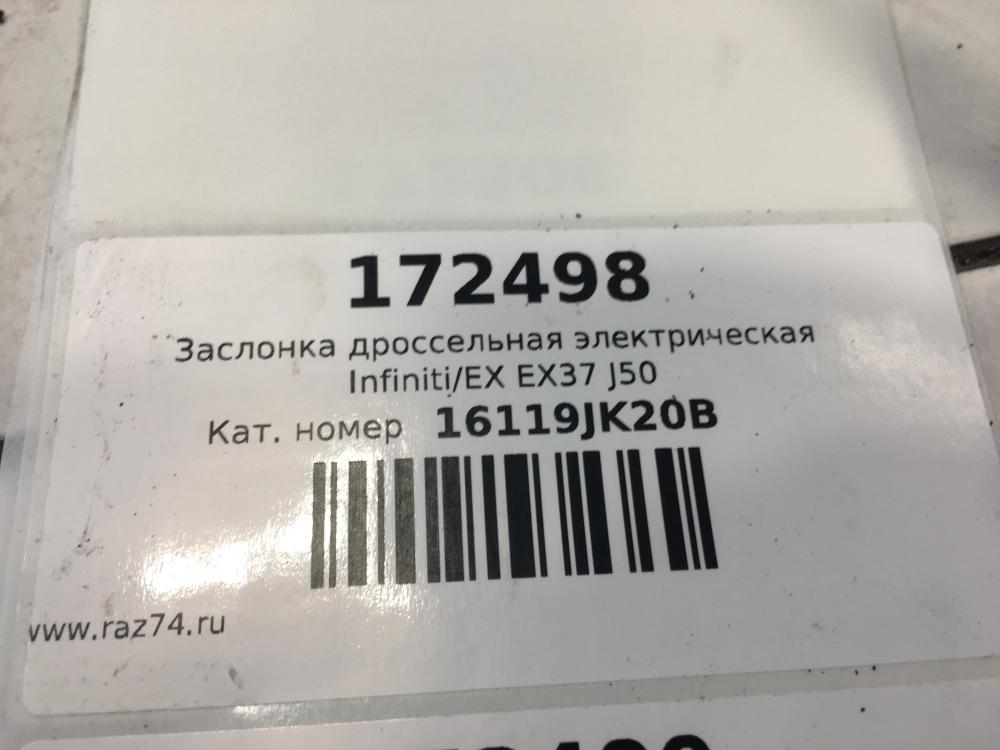 172498
Заслонка дроссельная электрическая
Infiniti/EX EX37 J50
Кат. номер 16119JK20B
www.raz74.ru